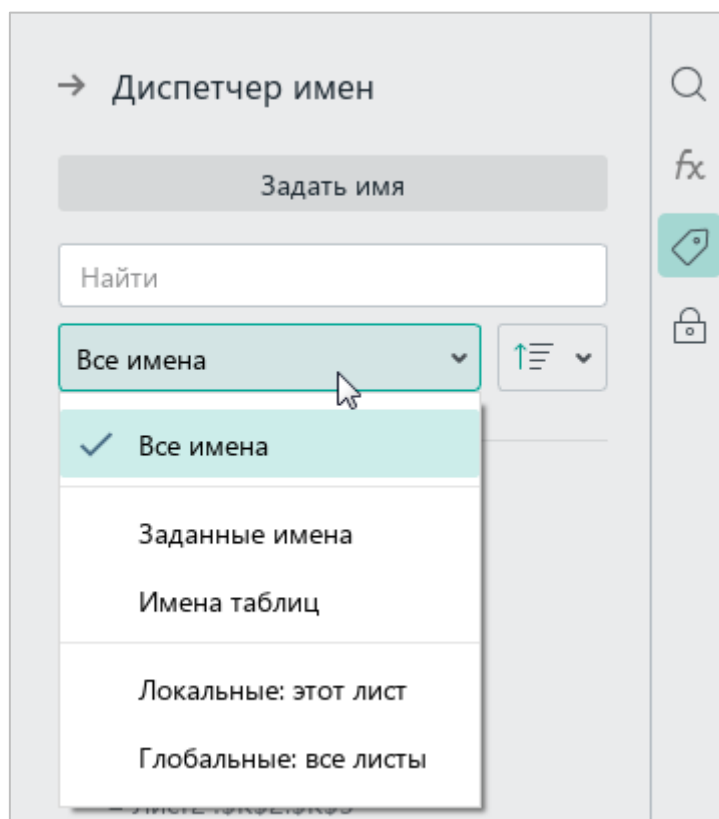 Диспетчер имен
Задать имя
Найти
Все имена
Все имена
Заданные имена
Имена таблиц
Локальные: этот лист
Глобальные: все листы